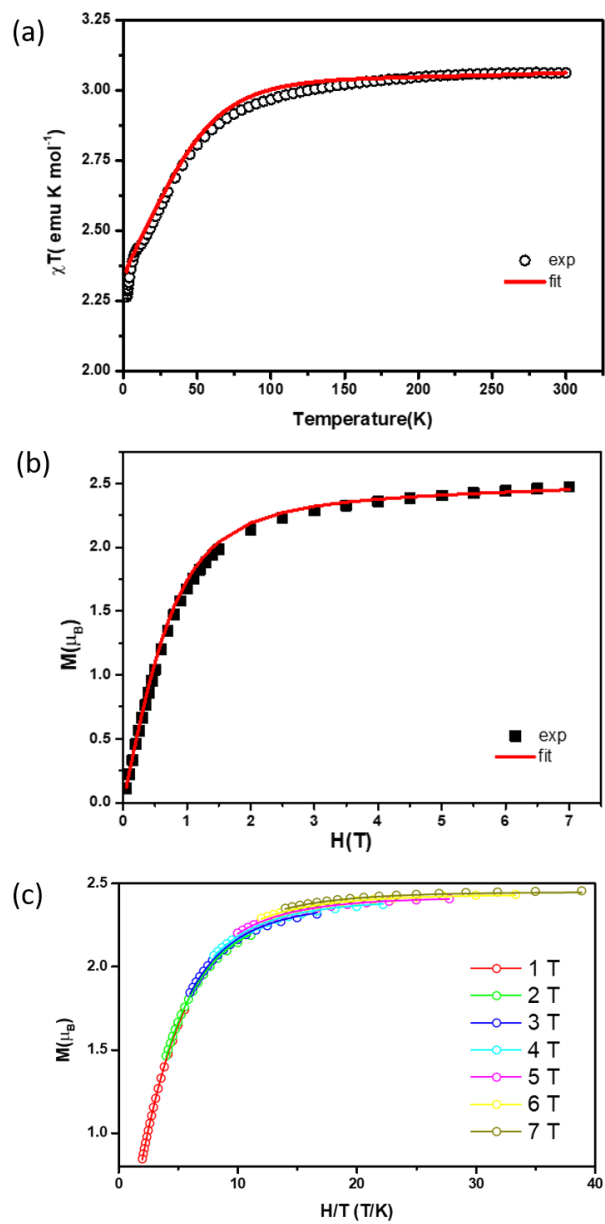 (a)
3.25
3.00
2.75
2.50
2.25
2.00
χT( emu K mol⁻¹)
exp
fit
0 50 100 150 200 250 300
Temperature(K)
(b)
2.5
2.0
1.5
1.0
0.5
0.0
M(μB)
exp
fit
0 1 2 3 4 5 6 7
H(T)
(c)
2.5
2.0
1.5
1.0
M(μB)
1 T
2 T
3 T
4 T
5 T
6 T
7 T
0 10 20 30 40
H/T (T/K)